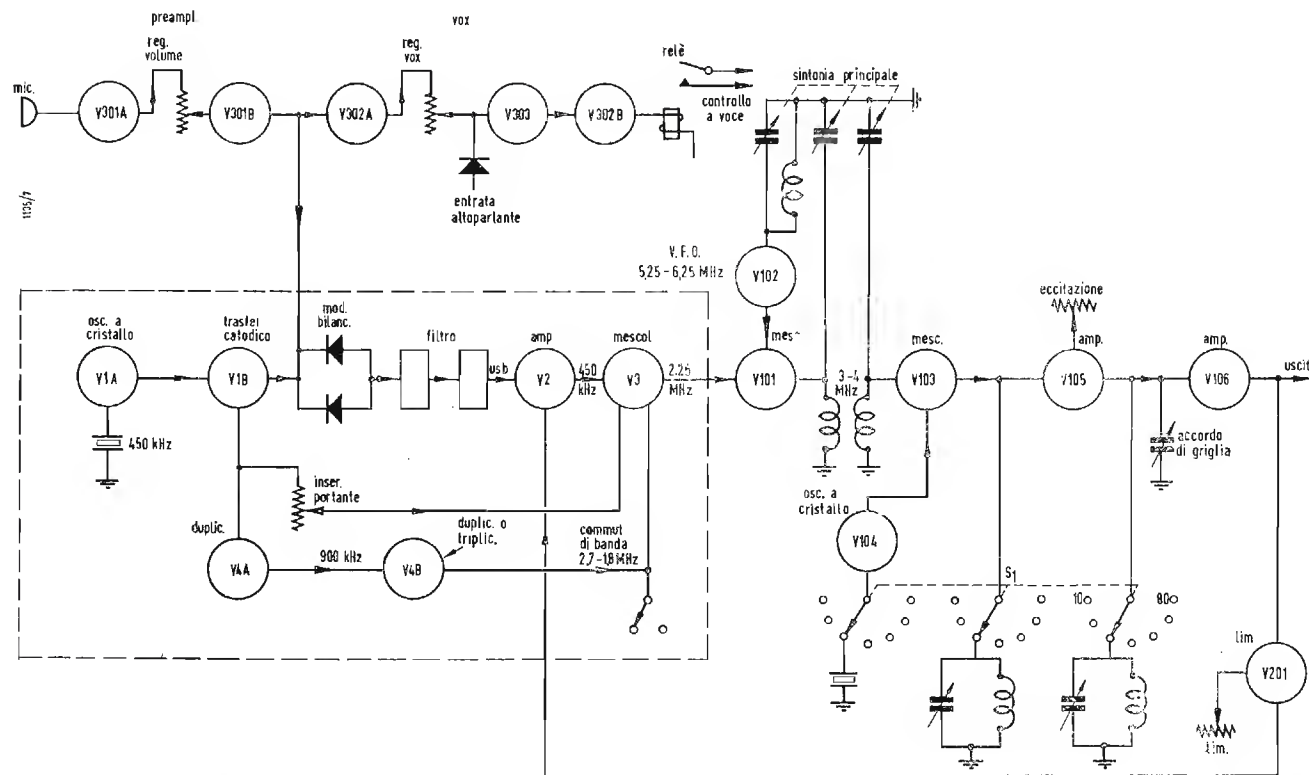 preampl.
vox
reg.
volume
reg.
vox
relè
sintonia principale
mic.
V301A
V301B
V302A
V303
V302B
controllo
a voce
entrata
altoparlante
1135/7
V.F.O.
5,25-6,25 MHz
V102
eccitazione
osc. a
cristallo
trasfer
catodico
mod.
bilanc.
filtro
amp
mescol
mesc.
amp.
amp.
V1A
V1B
usb
V2
450
kHz
V3
2.25
MHz
V101
3-4
MHz
V103
V105
V106
uscit
450 kHz
accordo
di griglia
inser.
portante
osc. a
cristallo
duplic.
duplic. o
triplic.
commut
di banda
2,7-1,8 MHz
V104
V4A
900 kHz
V4B
S1
10
80
lim
V201
Lim.